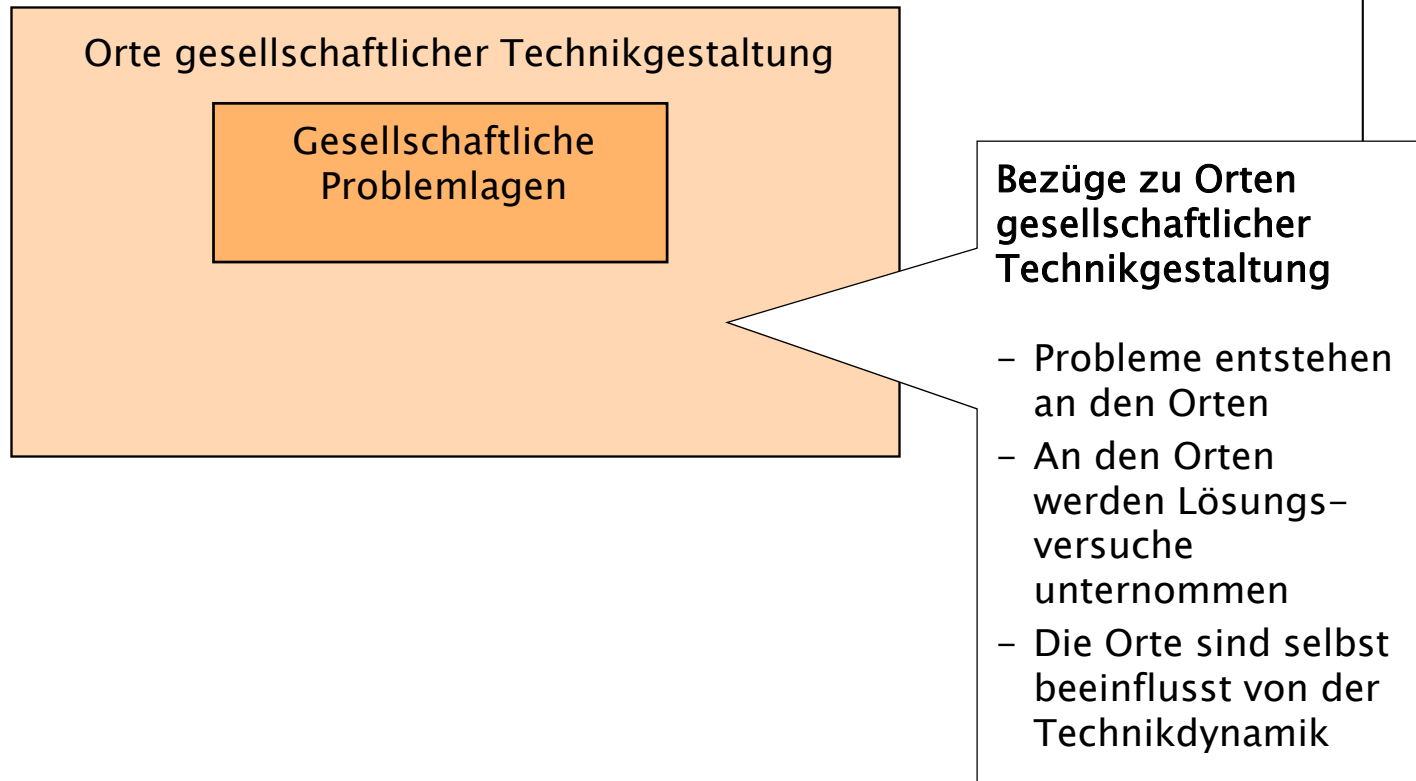 Orte gesellschaftlicher Technikgestaltung
Gesellschaftliche
Problemlagen
Bezüge zu Orten
gesellschaftlicher
Technikgestaltung
- Probleme entstehen
an den Orten
- An den Orten
werden Lösungs-
versuche
unternommen
- Die Orte sind selbst
beeinflusst von der
Technikdynamik